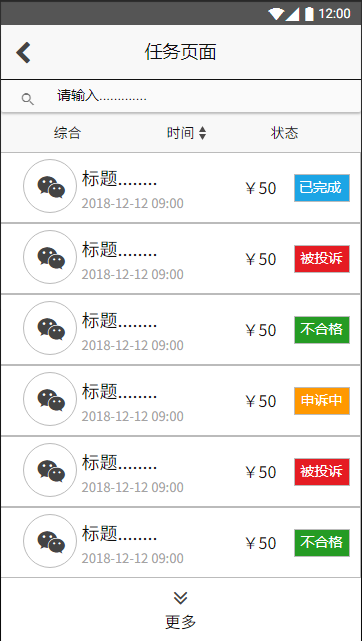 12:00
任务页面
请输入.............
综合 时间 状态
标题........
¥50 已完成
2018-12-12 09:00
标题........
¥50 被投诉
2018-12-12 09:00
标题........
¥50 不合格
2018-12-12 09:00
标题........
¥50 申诉中
2018-12-12 09:00
标题........
¥50 被投诉
2018-12-12 09:00
标题........
¥50 不合格
2018-12-12 09:00
更多